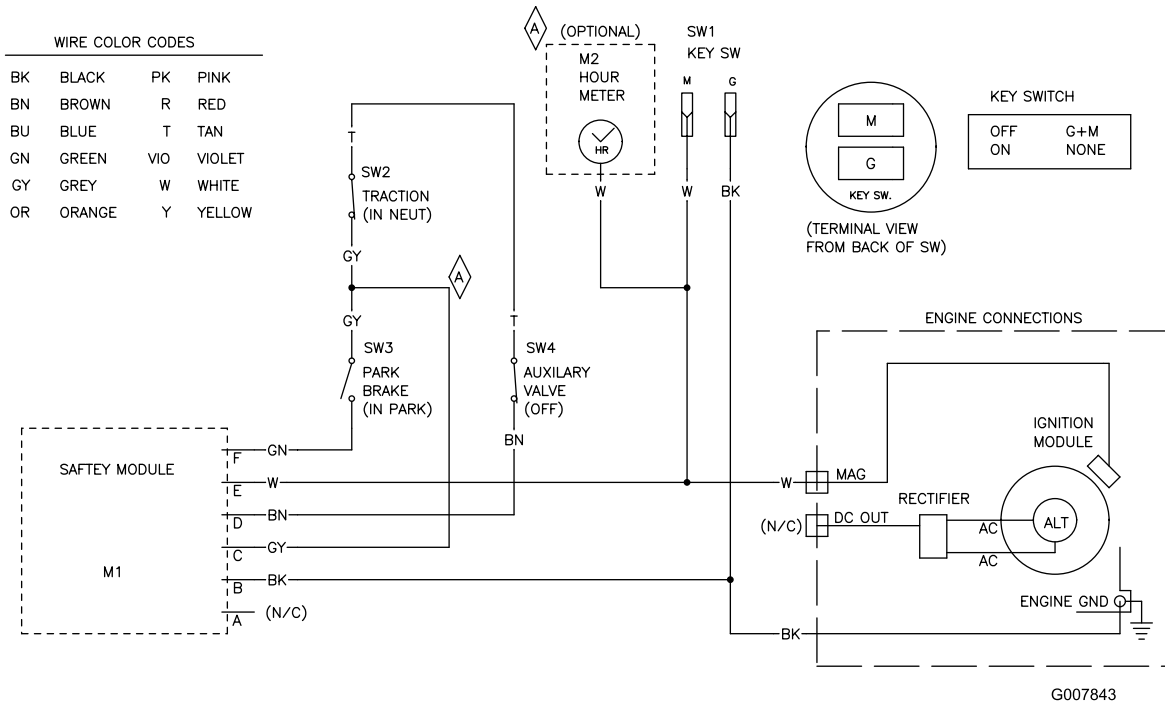 WIRE COLOR CODES
BK BLACK PK PINK
BN BROWN R RED
BU BLUE T TAN
GN GREEN VIO VIOLET
GY GREY W WHITE
OR ORANGE Y YELLOW
A
(OPTIONAL)
M2
HOUR
METER
HR
W
SW1
KEY SW
M G
W BK
M
G
KEY SW.
(TERMINAL VIEW
FROM BACK OF SW)
KEY SWITCH
OFF G+M
ON NONE
T
SW2
TRACTION
(IN NEUT)
GY
A
GY
SW3
PARK
BRAKE
(IN PARK)
T
SW4
AUXILARY
VALVE
(OFF)
BN
SAFTEY MODULE
M1
F GN
E W
D BN
C GY
B BK
A (N/C)
ENGINE CONNECTIONS
IGNITION
MODULE
W MAG
RECTIFIER
(N/C) DC OUT
AC
ALT
AC
ENGINE GND
BK
G007843